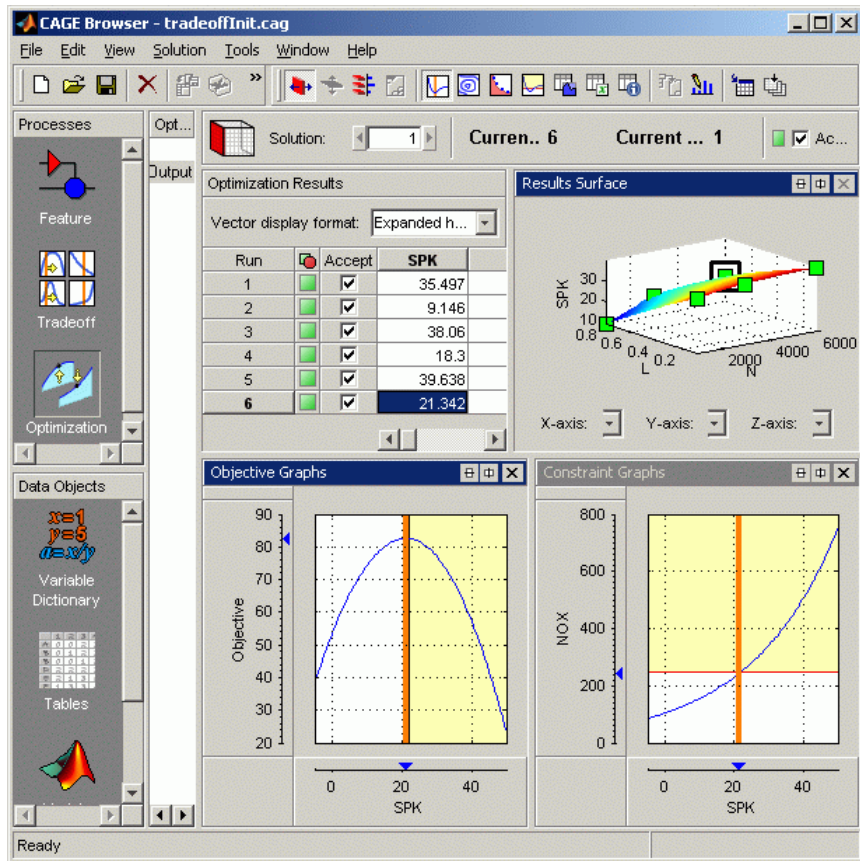 CAGE Browser - tradeoffInit.cag
File Edit View Solution Tools Window Help
»
Processes
Feature
Tradeoff
Optimization
Opt...
Output
Solution: 1 Curren.. 6 Current ... 1 Ac...
Optimization Results
Vector display format: Expanded h...
Run Accept SPK
1 35.497
2 9.146
3 38.06
4 18.3
5 39.638
6 21.342
Results Surface
SPK
30
20
10
0.8
0.6
0.4
0.2
L
2000
4000
6000
N
X-axis: Y-axis: Z-axis:
Data Objects
x=1
y=5
a=x/y
Variable
Dictionary
Tables
Objective Graphs
Objective
90
80
70
60
50
40
30
20
0 20 40
SPK
Constraint Graphs
NOX
800
600
400
200
0
0 20 40
SPK
Ready